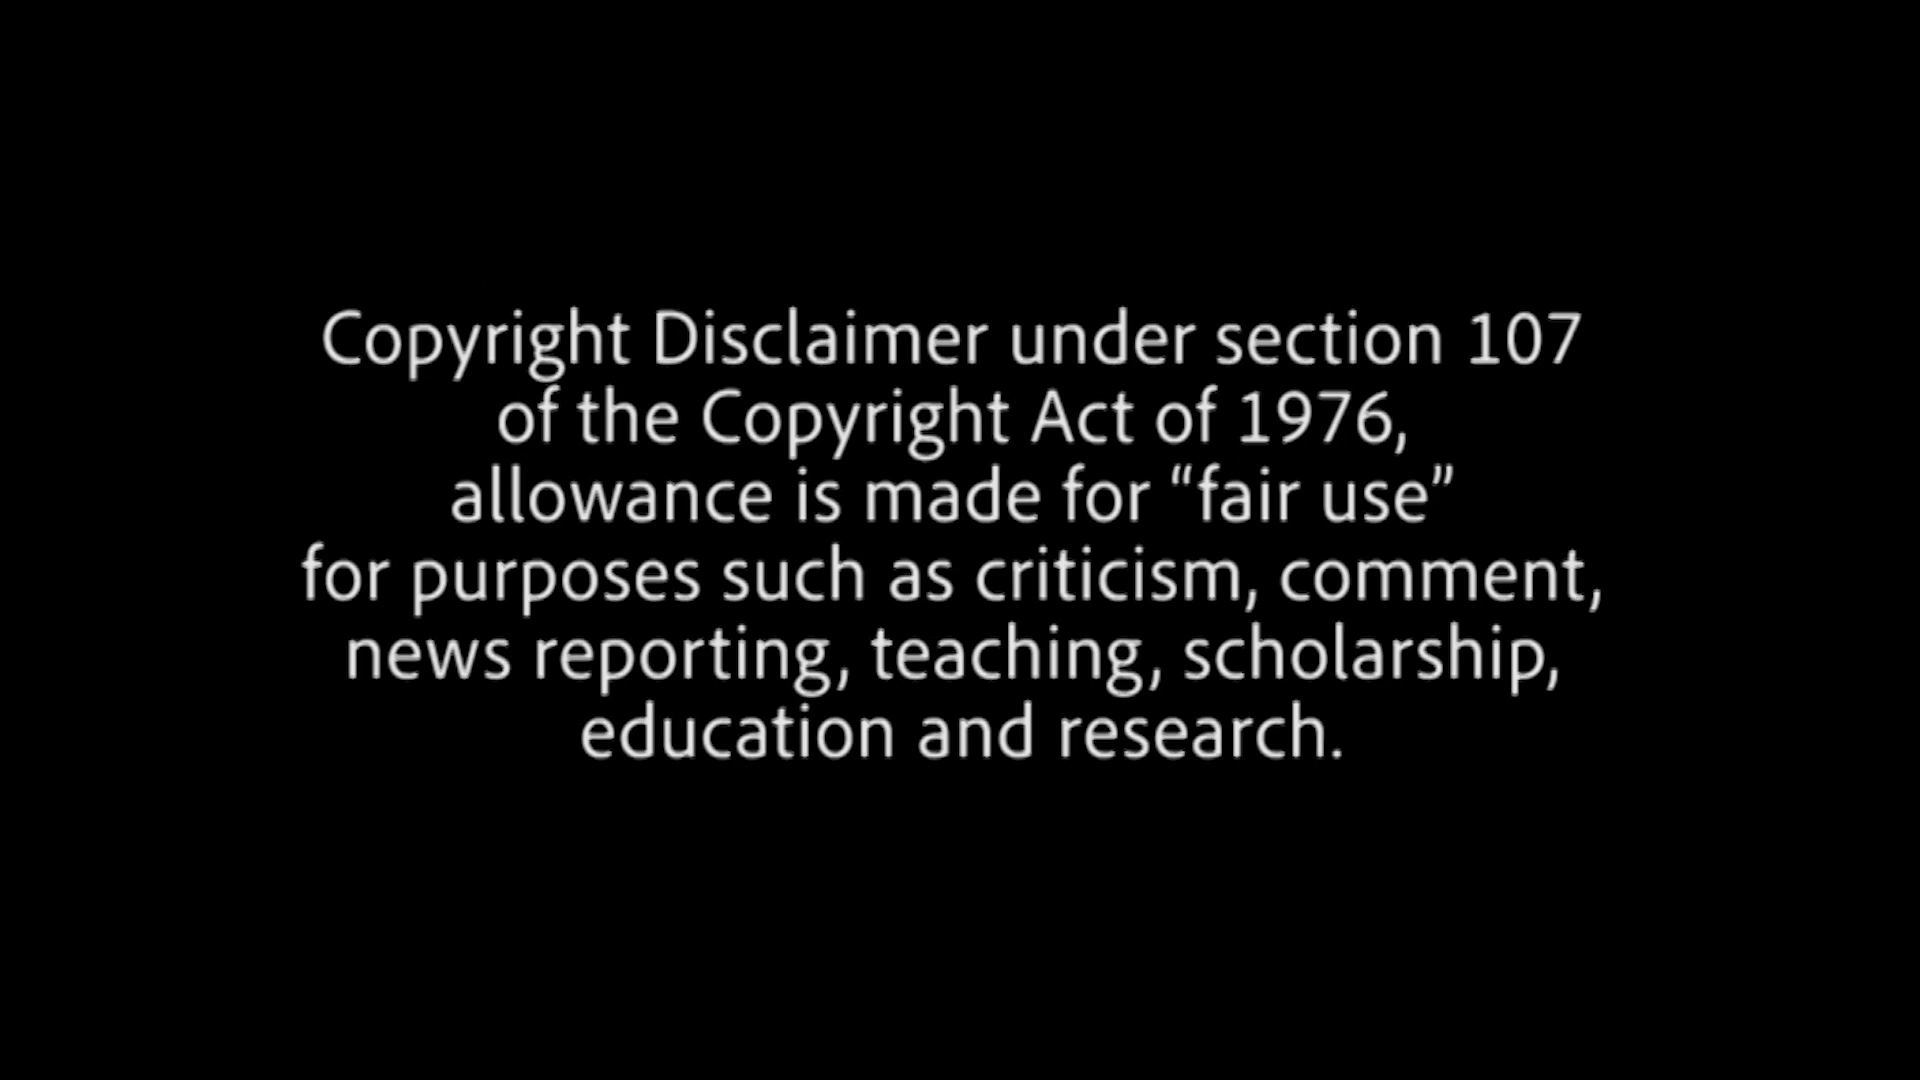 Copyright Disclaimer under section 107
of the Copyright Act of 1976,
allowance is made for “fair use”
for purposes such as criticism, comment,
news reporting, teaching, scholarship,
education and research.